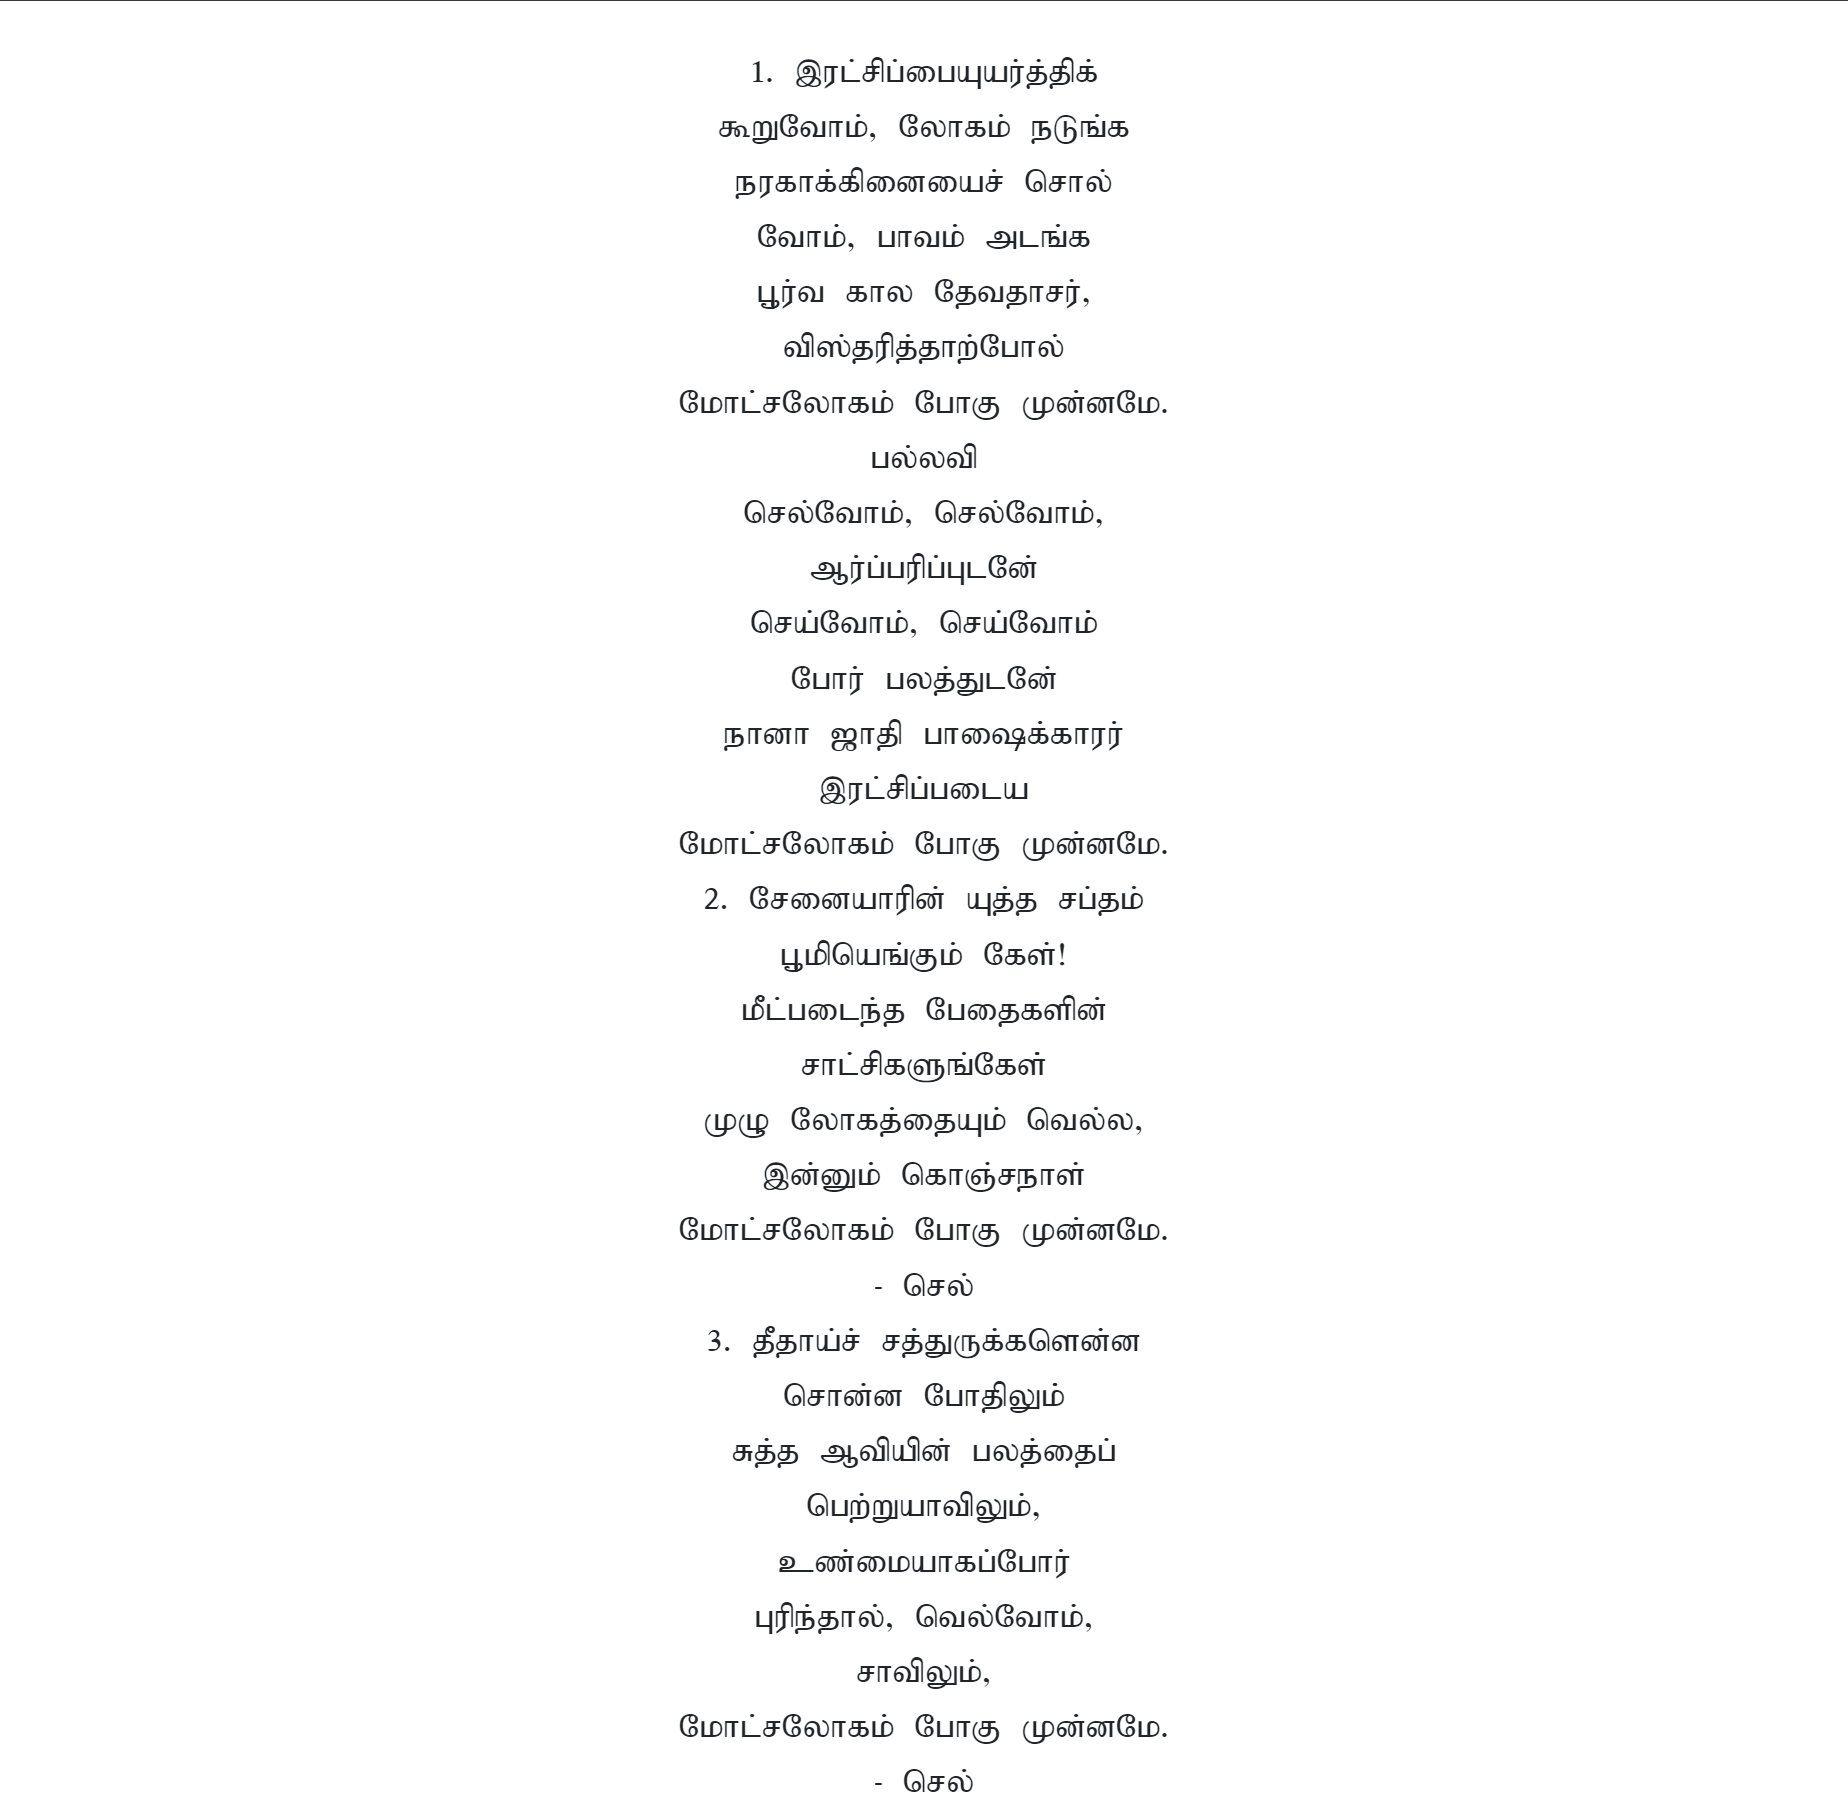 1. இரட்சிப்பையுயர்த்திக்
கூறுவோம், லோகம் நடுங்க
நரகாக்கினையைச் சொல்
வோம், பாவம் அடங்க
பூர்வ கால தேவதாசர்,
விஸ்தரித்தாற்போல்
மோட்சலோகம் போகு முன்னமே.
பல்லவி
செல்வோம், செல்வோம்,
ஆர்ப்பரிப்புடனே
செய்வோம், செய்வோம்
போர் பலத்துடனே
நானா ஜாதி பாஷைக்காரர்
இரட்சிப்படைய
மோட்சலோகம் போகு முன்னமே.
2. சேனையாரின் யுத்த சப்தம்
பூமியெங்கும் கேள்!
மீட்படைந்த பேதைகளின்
சாட்சிகளுங்கேள்
முழு லோகத்தையும் வெல்ல,
இன்னும் கொஞ்சநாள்
மோட்சலோகம் போகு முன்னமே.
- செல்
3. தீதாய்ச் சத்துருக்களென்ன
சொன்ன போதிலும்
சுத்த ஆவியின் பலத்தைப்
பெற்றுயாவிலும்,
உண்மையாகப்போர்
புரிந்தால், வெல்வோம்,
சாவிலும்,
மோட்சலோகம் போகு முன்னமே.
- செல்